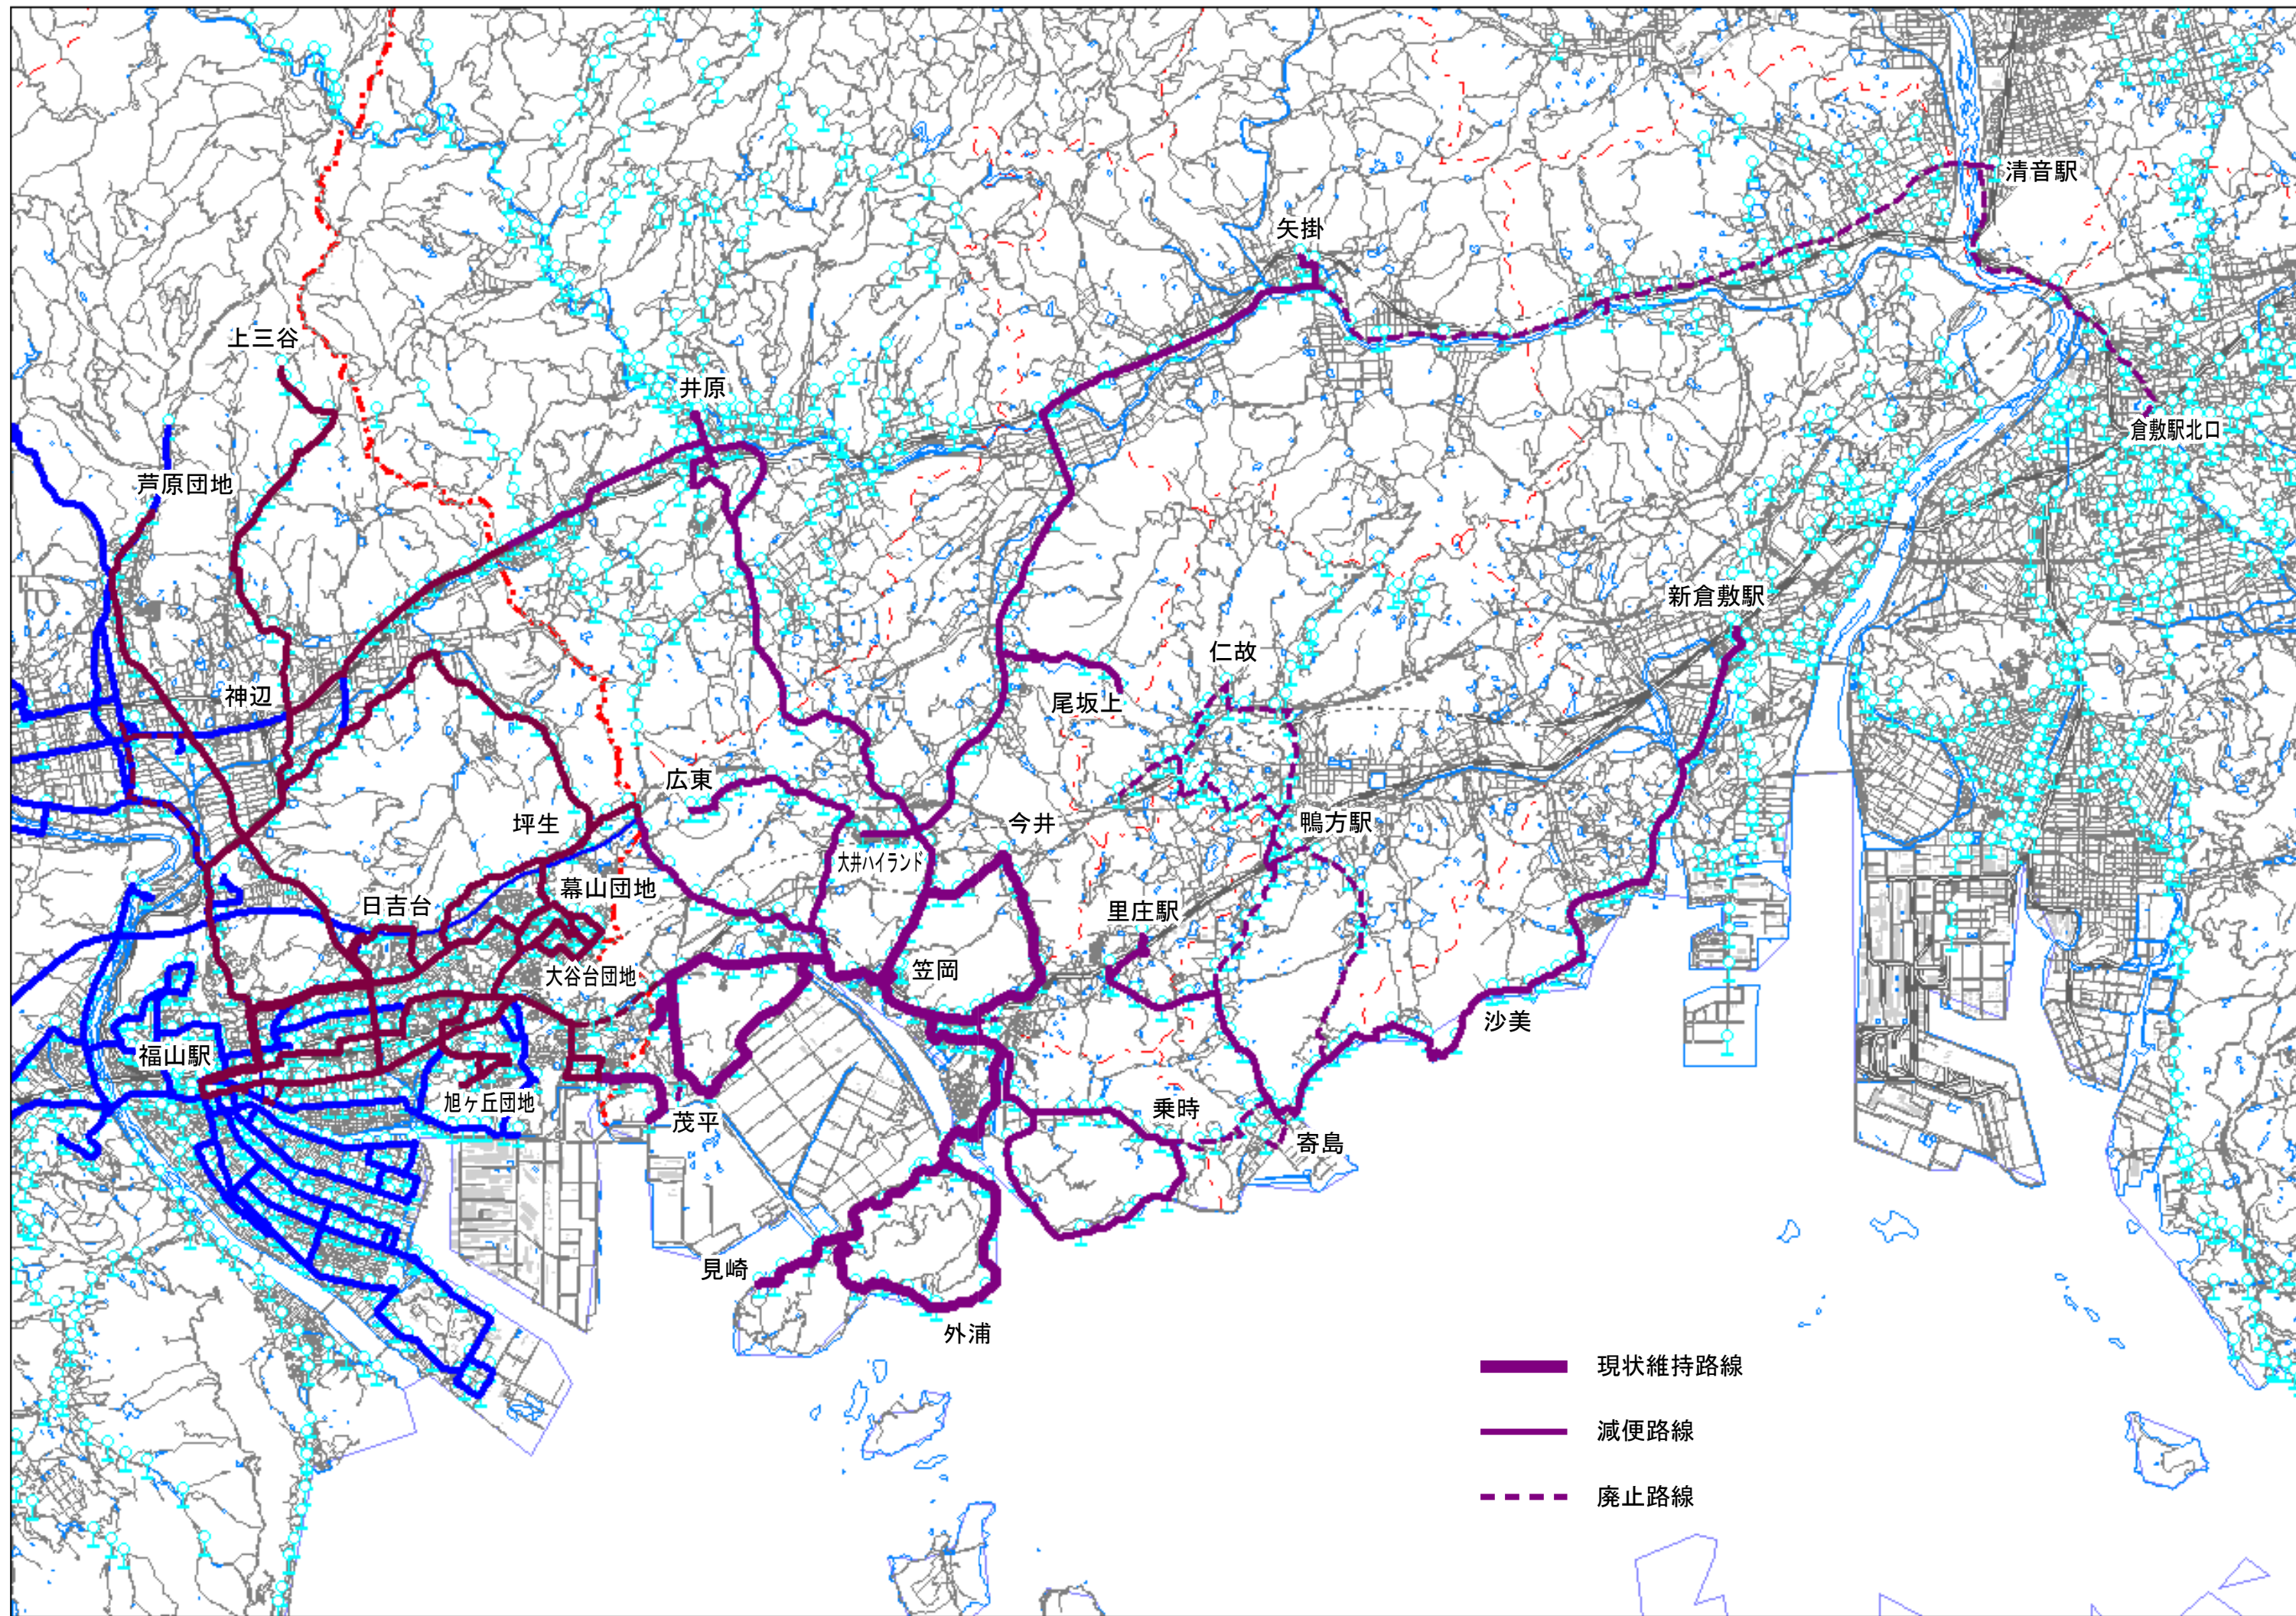 清音駅
矢掛
上三谷
井原
倉敷駅北口
芦原団地
新倉敷駅
仁故
神辺
尾坂上
広東
坪生
今井
鴨方駅
大井ハイランド
幕山団地
日吉台
里庄駅
大谷台団地
笠岡
沙美
福山駅
旭ヶ丘団地
茂平
乗時
寄島
見崎
外浦
現状維持路線
減便路線
廃止路線